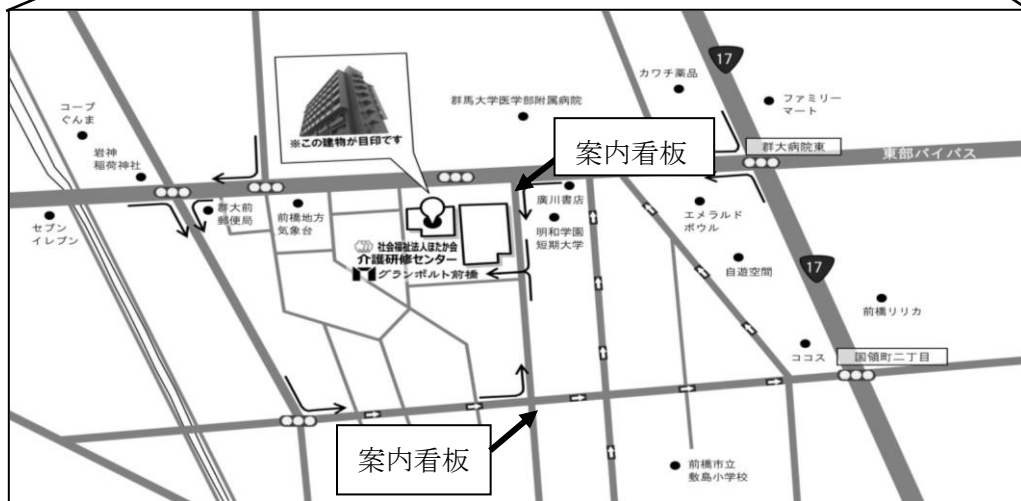 17
カワチ薬品
ファミリー
マート
コープ
ぐんま
群馬大学医学部附属病院
※この建物が目印です
案内看板
群大病院東
東部バイパス
岩神
稲荷神社
廣川書店
エメラルド
ボウル
セブン
イレブン
群大前
郵便局
前橋地方
気象台
明和学園
短期大学
社会福祉法人ほたか会
介護研修センター
グランポルト前橋
自遊空間
17
前橋リリカ
ココス
国領町二丁目
案内看板
前橋市立
敷島小学校